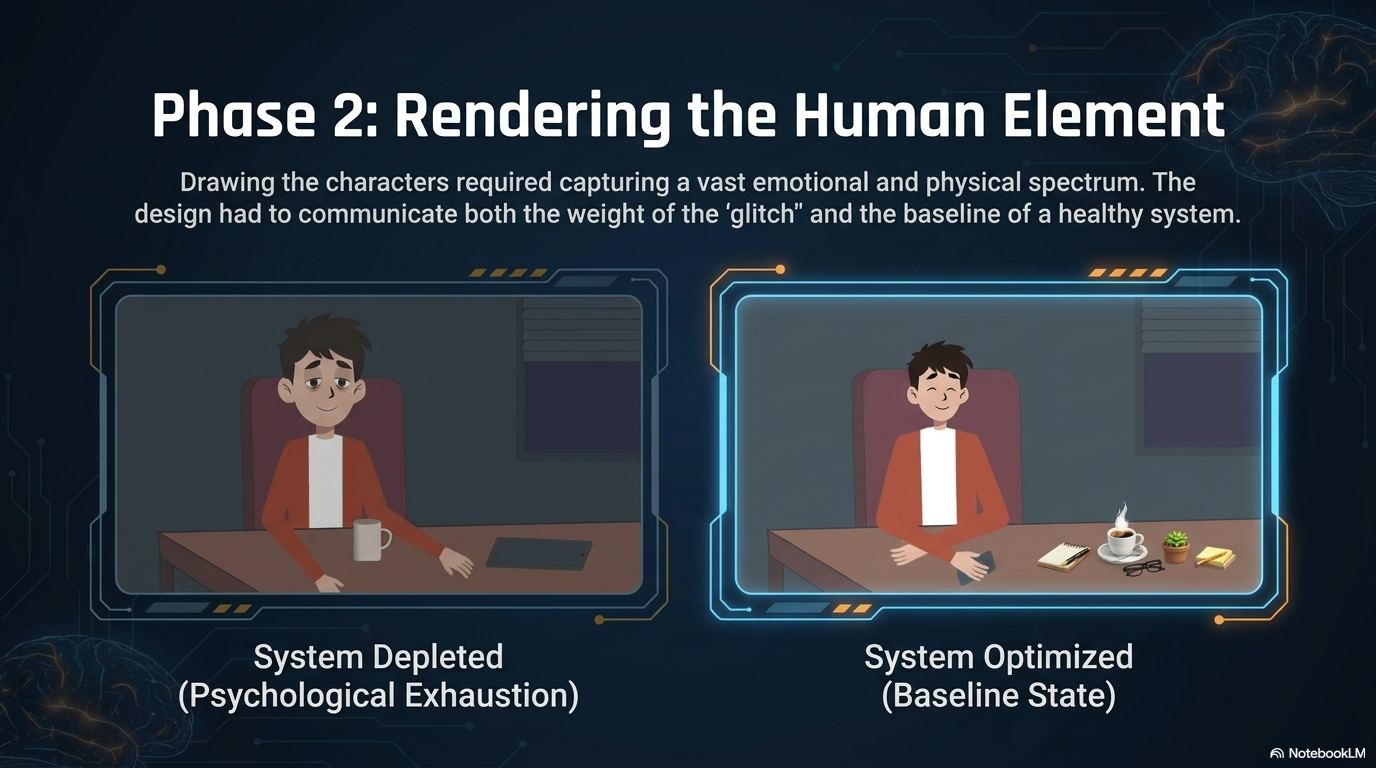 Phase 2: Rendering the Human Element
Drawing the characters required capturing a vast emotional and physical spectrum. The
design had to communicate both the weight of the ‘glitch" and the baseline of a healthy system.
System Depleted
(Psychological Exhaustion)
System Optimized
(Baseline State)
NotebookLM